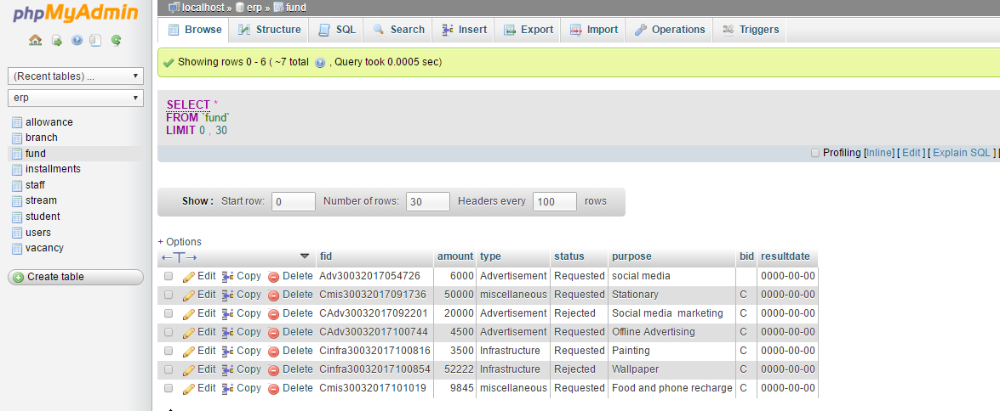 phpMyAdmin
(Recent tables) ...
erp
allowance
branch
fund
installments
staff
stream
student
users
vacancy
Create table
localhost » erp » fund
Browse Structure SQL Search Insert Export Import Operations Triggers
Showing rows 0 - 6 ( ~7 total , Query took 0.0005 sec)
SELECT *
FROM `fund`
LIMIT 0 , 30
Profiling [Inline] [ Edit ] [ Explain SQL ] [
Show : Start row: 0 Number of rows: 30 Headers every 100 rows
+ Options
←T→ fid amount type status purpose bid resultdate
Edit Copy Delete Adv30032017054726 6000 Advertisement Requested social media 0000-00-00
Edit Copy Delete Cmis30032017091736 50000 miscellaneous Requested Stationary C 0000-00-00
Edit Copy Delete CAdv30032017092201 20000 Advertisement Rejected Social media marketing C 0000-00-00
Edit Copy Delete CAdv30032017100744 4500 Advertisement Requested Offline Advertising C 0000-00-00
Edit Copy Delete Cinfra30032017100816 3500 Infrastructure Requested Painting C 0000-00-00
Edit Copy Delete Cinfra30032017100854 52222 Infrastructure Rejected Wallpaper C 0000-00-00
Edit Copy Delete Cmis30032017101019 9845 miscellaneous Requested Food and phone recharge C 0000-00-00